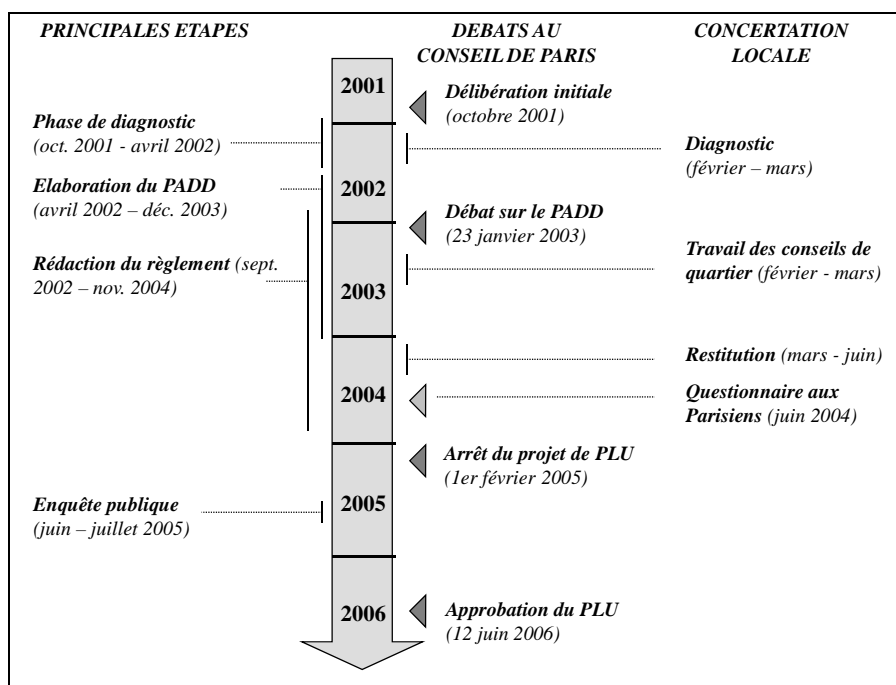 PRINCIPALES ETAPES
DEBATS AU
CONSEIL DE PARIS
CONCERTATION
LOCALE
2001
Délibération initiale
(octobre 2001)
Phase de diagnostic
(oct. 2001 - avril 2002)
Diagnostic
(février – mars)
Elaboration du PADD
(avril 2002 – déc. 2003)
2002
Débat sur le PADD
(23 janvier 2003)
Rédaction du règlement (sept.
2002 – nov. 2004)
2003
Travail des conseils de
quartier (février - mars)
Restitution (mars - juin)
2004
Questionnaire aux
Parisiens (juin 2004)
Arrêt du projet de PLU
(1er février 2005)
Enquête publique
(juin – juillet 2005)
2005
2006
Approbation du PLU
(12 juin 2006)